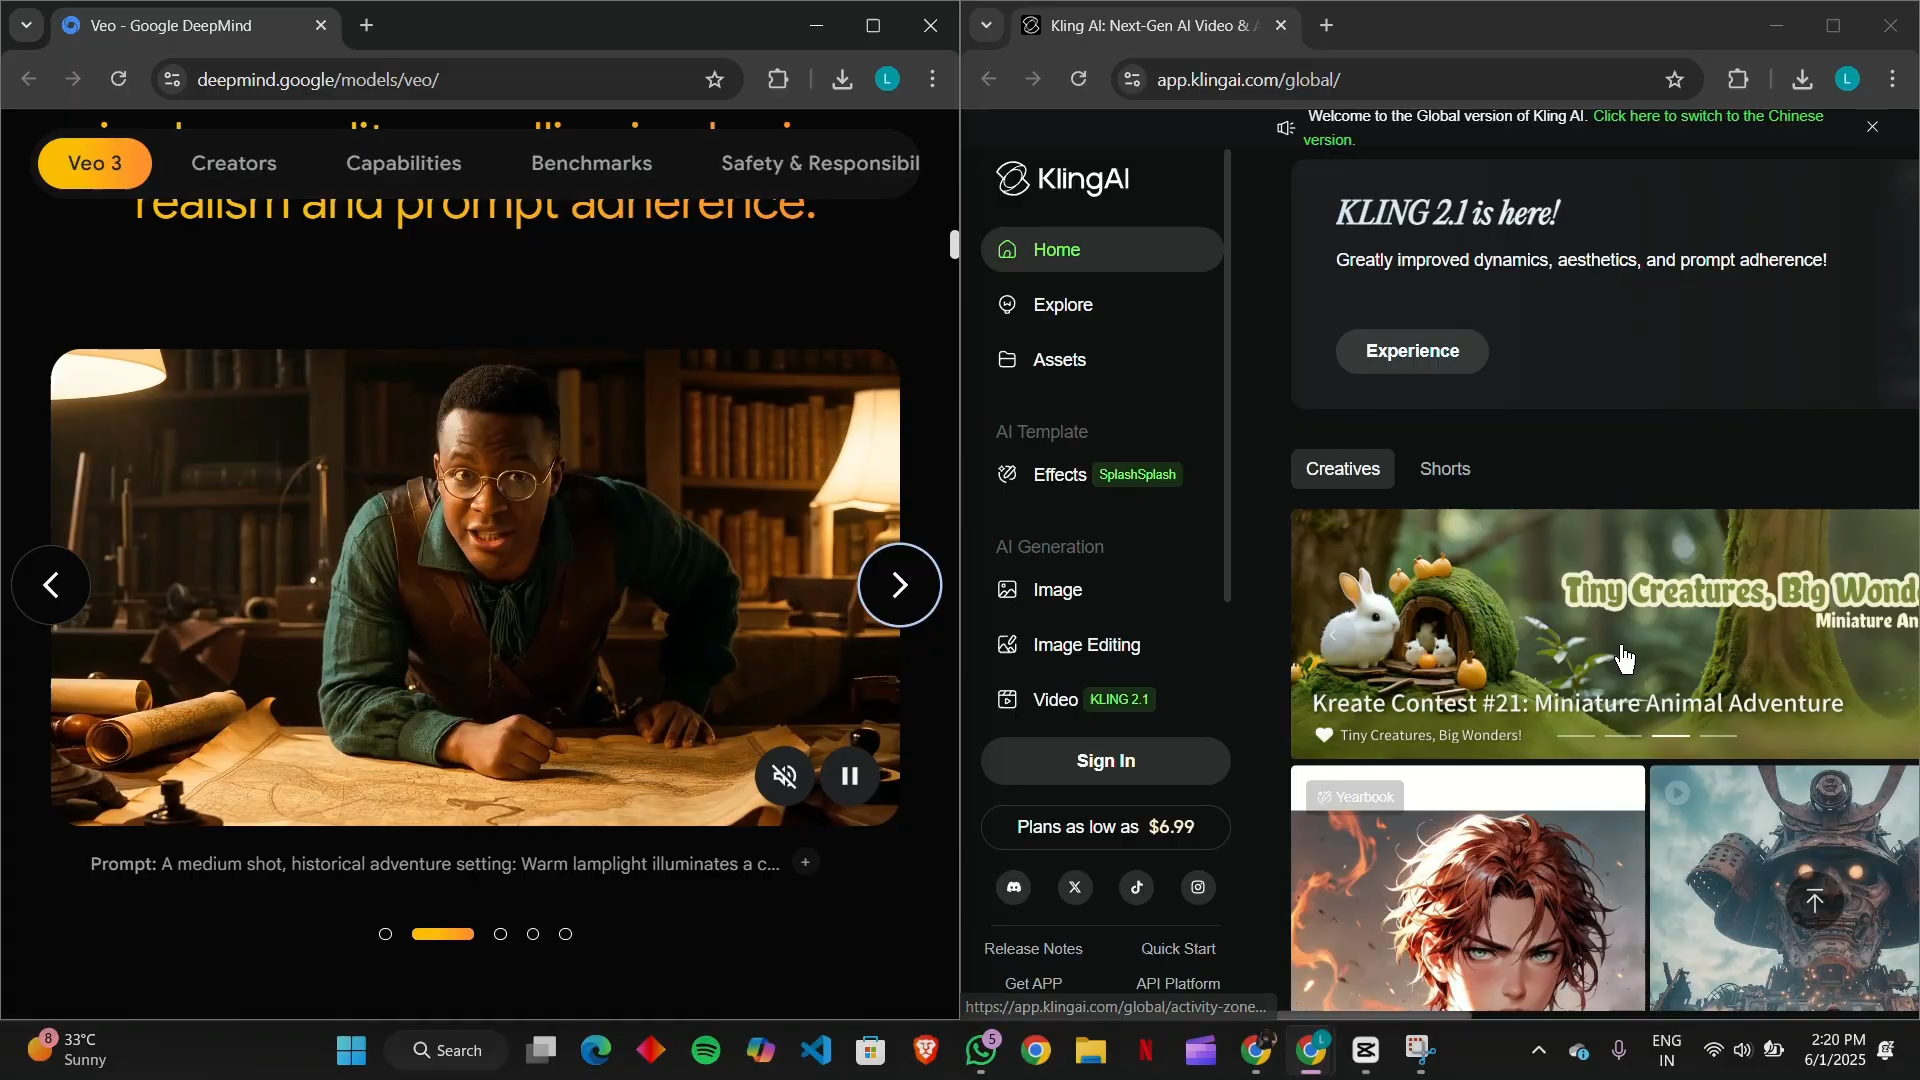 Veo - Google DeepMind
deepmind.google/models/veo/
L
Veo 3
Creators
Capabilities
Benchmarks
Safety & Responsibil
realism and prompt adherence.
Prompt: A medium shot, historical adventure setting: Warm lamplight illuminates a c...
+
Kling AI: Next-Gen AI Video &
app.klingai.com/global/
L
Welcome to the Global version of Kling AI. Click here to switch to the Chinese
version.
KlingAI
Home
Explore
Assets
AI Template
Effects SplashSplash
AI Generation
Image
Image Editing
Video KLING 2.1
Sign In
Plans as low as $6.99
Release Notes Quick Start
Get APP API Platform
https://app.klingai.com/global/activity-zone...
KLING 2.1 is here!
Greatly improved dynamics, aesthetics, and prompt adherence!
Experience
Creatives Shorts
Tiny Creatures, Big Wond
Miniature An
Kreate Contest #21: Miniature Animal Adventure
Tiny Creatures, Big Wonders!
Yearbook
8
33°C
Sunny
Search
5
L
ENG
IN
2:20 PM
6/1/2025